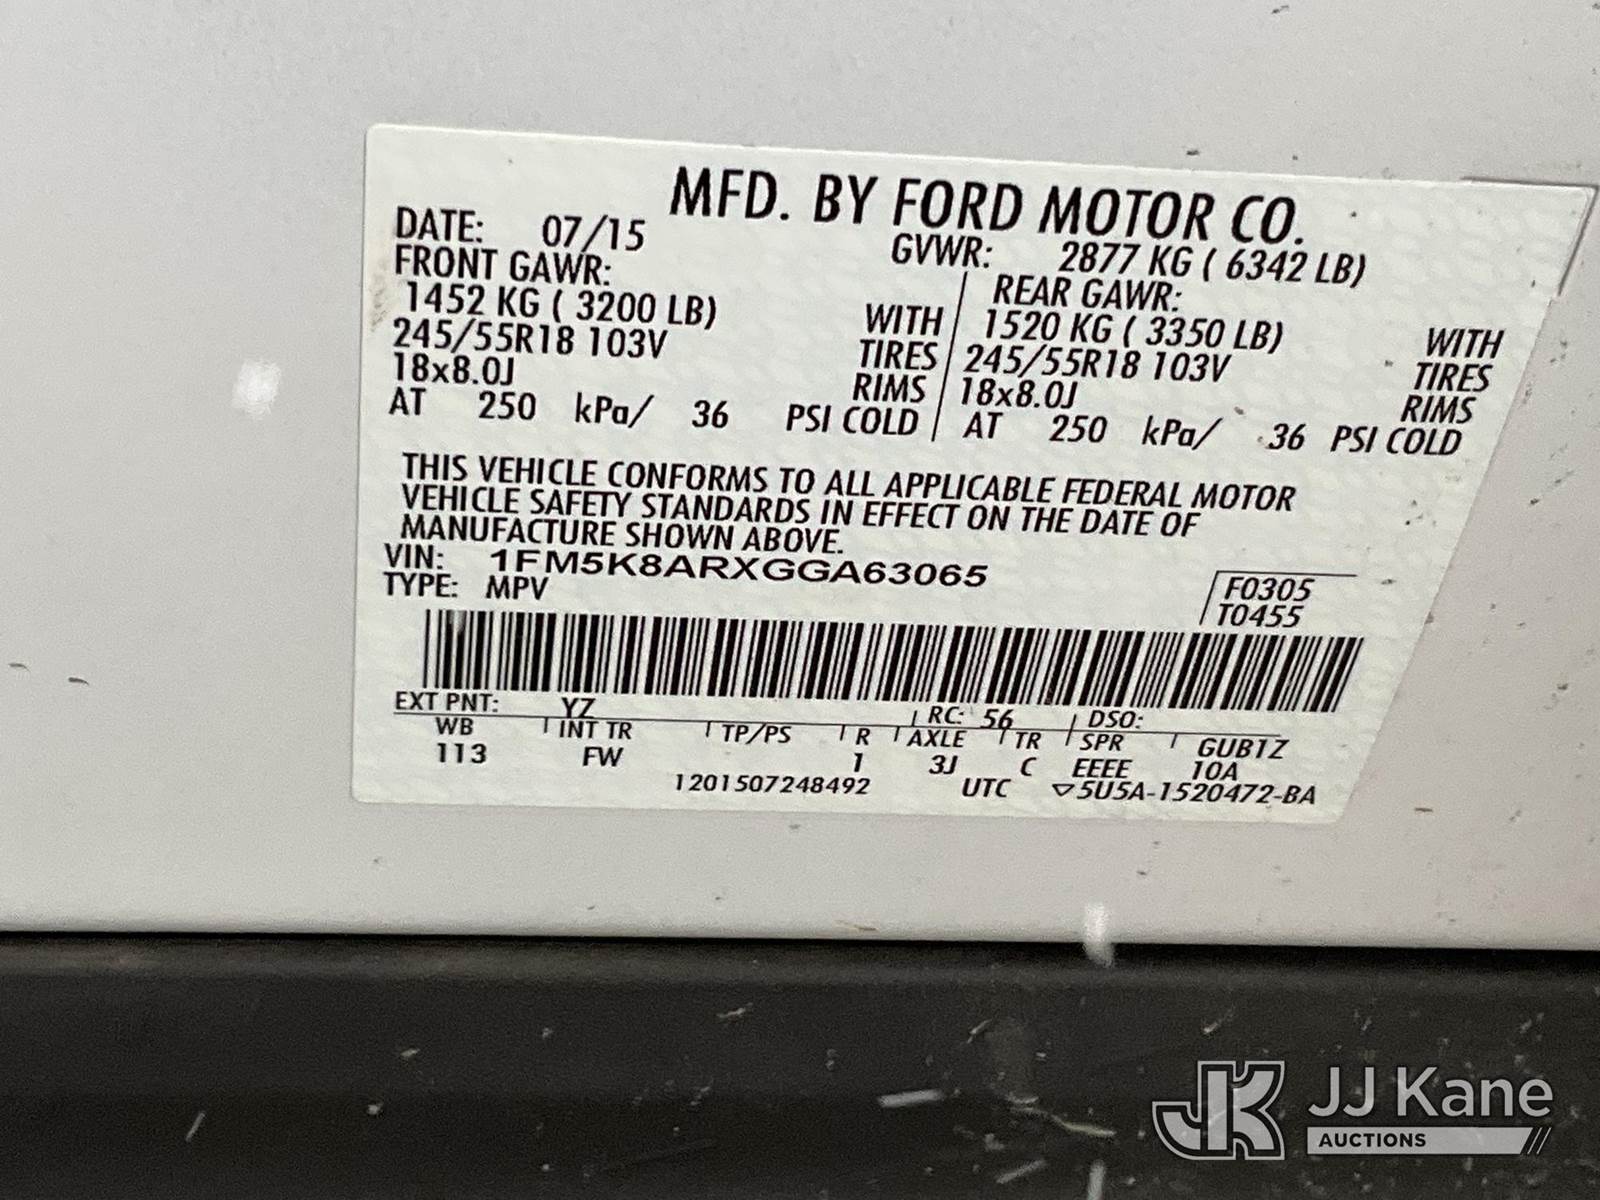 MFD. BY FORD MOTOR CO.
DATE: 07/15 GVWR: 2877 KG ( 6342 LB)
FRONT GAWR: REAR GAWR:
1452 KG ( 3200 LB) WITH 1520 KG ( 3350 LB) WITH
245/55R18 103V TIRES 245/55R18 103V TIRES
18x8.0J RIMS 18x8.0J RIMS
AT 250 kPa/ 36 PSI COLD AT 250 kPa/ 36 PSI COLD
THIS VEHICLE CONFORMS TO ALL APPLICABLE FEDERAL MOTOR
VEHICLE SAFETY STANDARDS IN EFFECT ON THE DATE OF
MANUFACTURE SHOWN ABOVE.
VIN: 1FM5K8ARXGGA63065
TYPE: MPV
F0305
T0455
EXT PNT: YZ RC: 56 DSO:
WB INT TR TP/PS R AXLE TR SPR GUB1Z
113 FW 1 3J C EEEE 10A
1201507248492 UTC ▽5U5A-1520472-BA
JK JJ Kane
AUCTIONS